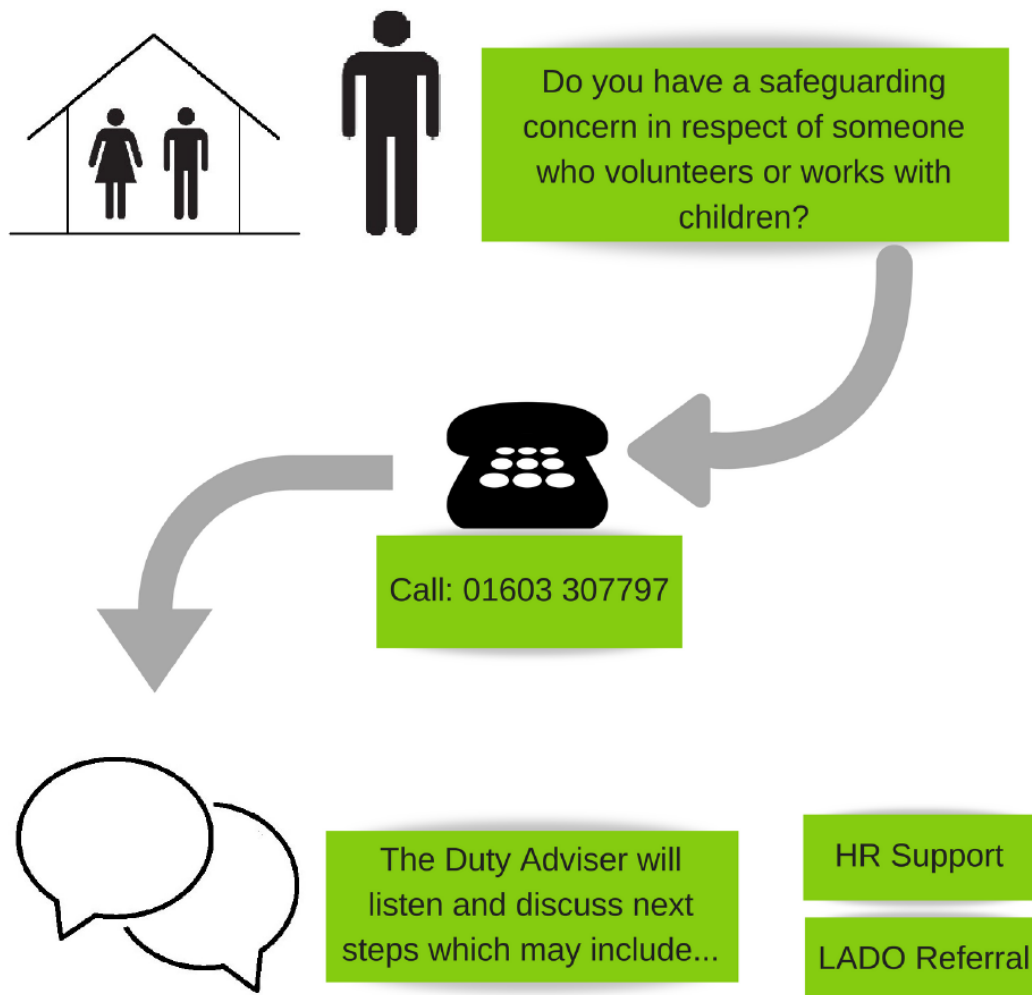 Do you have a safeguarding
concern in respect of someone
who volunteers or works with
children?
Call: 01603 307797
The Duty Adviser will
listen and discuss next
steps which may include...
HR Support
LADO Referral